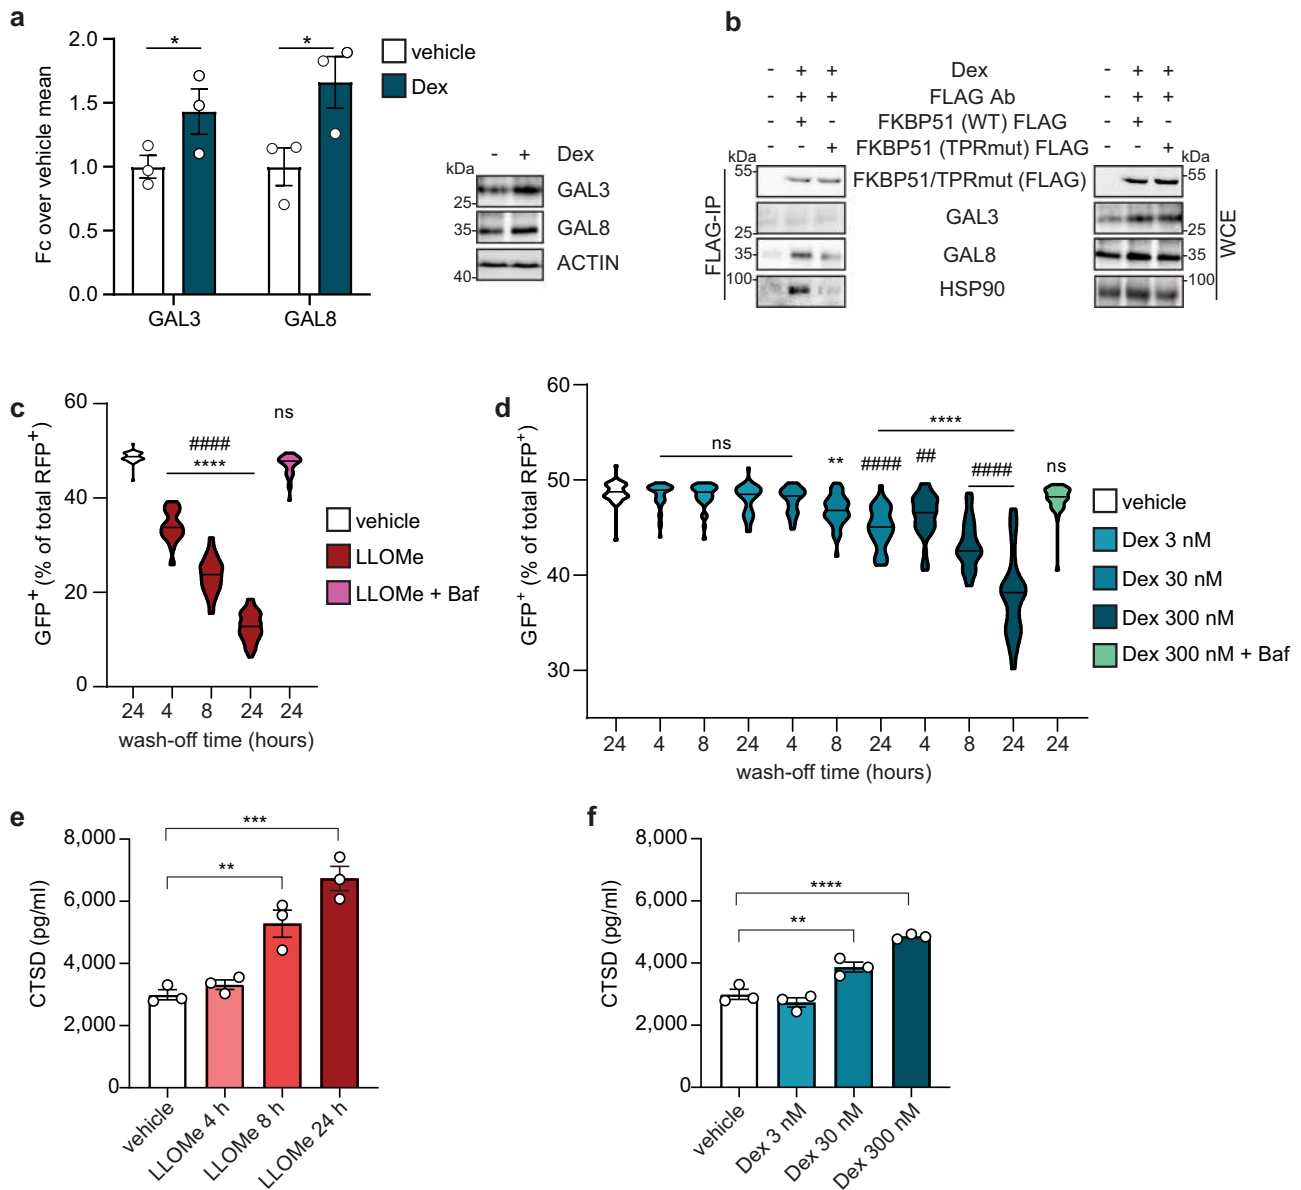 a
Fc over vehicle mean
2.0
1.5
1.0
0.5
0.0
*
*
GAL3
GAL8
vehicle
Dex
- + Dex
kDa
25
35
40
GAL3
GAL8
ACTIN
b
- + + Dex - + +
- + + FLAG Ab - + +
- + - FKBP51 (WT) FLAG - + -
- - + FKBP51 (TPRmut) FLAG - - +
kDa
kDa
FLAG-IP
WCE
55 FKBP51/TPRmut (FLAG) 55
GAL3
25 25
35 GAL8 35
100 100
HSP90
c
GFP+ (% of total RFP+)
60
40
20
0
####
****
ns
24 4 8 24 24
wash-off time (hours)
vehicle
LLOMe
LLOMe + Baf
d
GFP+ (% of total RFP+)
60
50
40
30
ns
**
####
##
####
****
ns
24 4 8 24 4 8 24 4 8 24 24
wash-off time (hours)
vehicle
Dex 3 nM
Dex 30 nM
Dex 300 nM
Dex 300 nM + Baf
e
CTSD (pg/ml)
8,000
6,000
4,000
2,000
0
***
**
vehicle
LLOMe 4 h
LLOMe 8 h
LLOMe 24 h
f
CTSD (pg/ml)
8,000
6,000
4,000
2,000
0
****
**
vehicle
Dex 3 nM
Dex 30 nM
Dex 300 nM